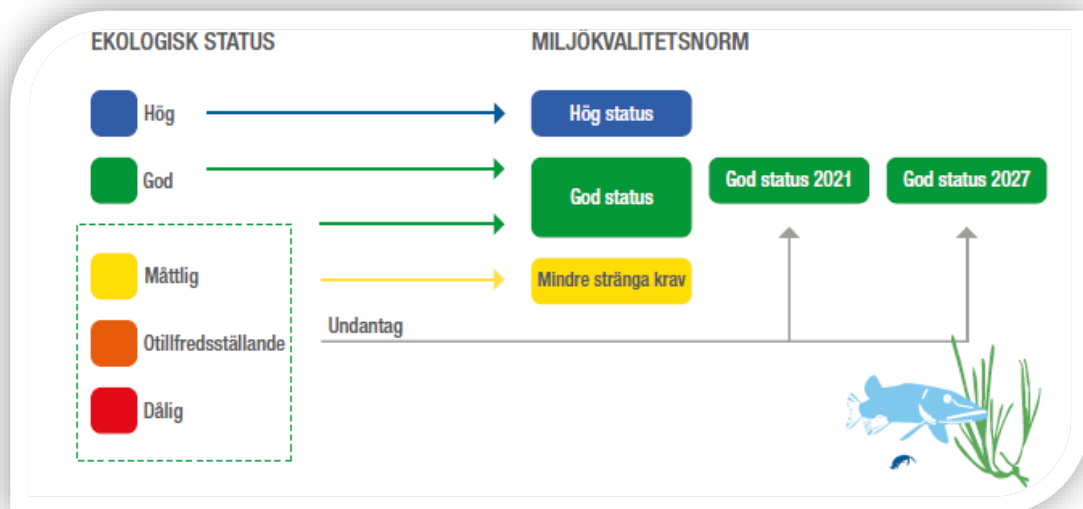 EKOLOGISK STATUS
MILJÖKVALITETSNORM
Hög
Hög status
God
God status
God status 2021
God status 2027
Måttlig
Mindre stränga krav
Undantag
Otillfredsställande
Dålig